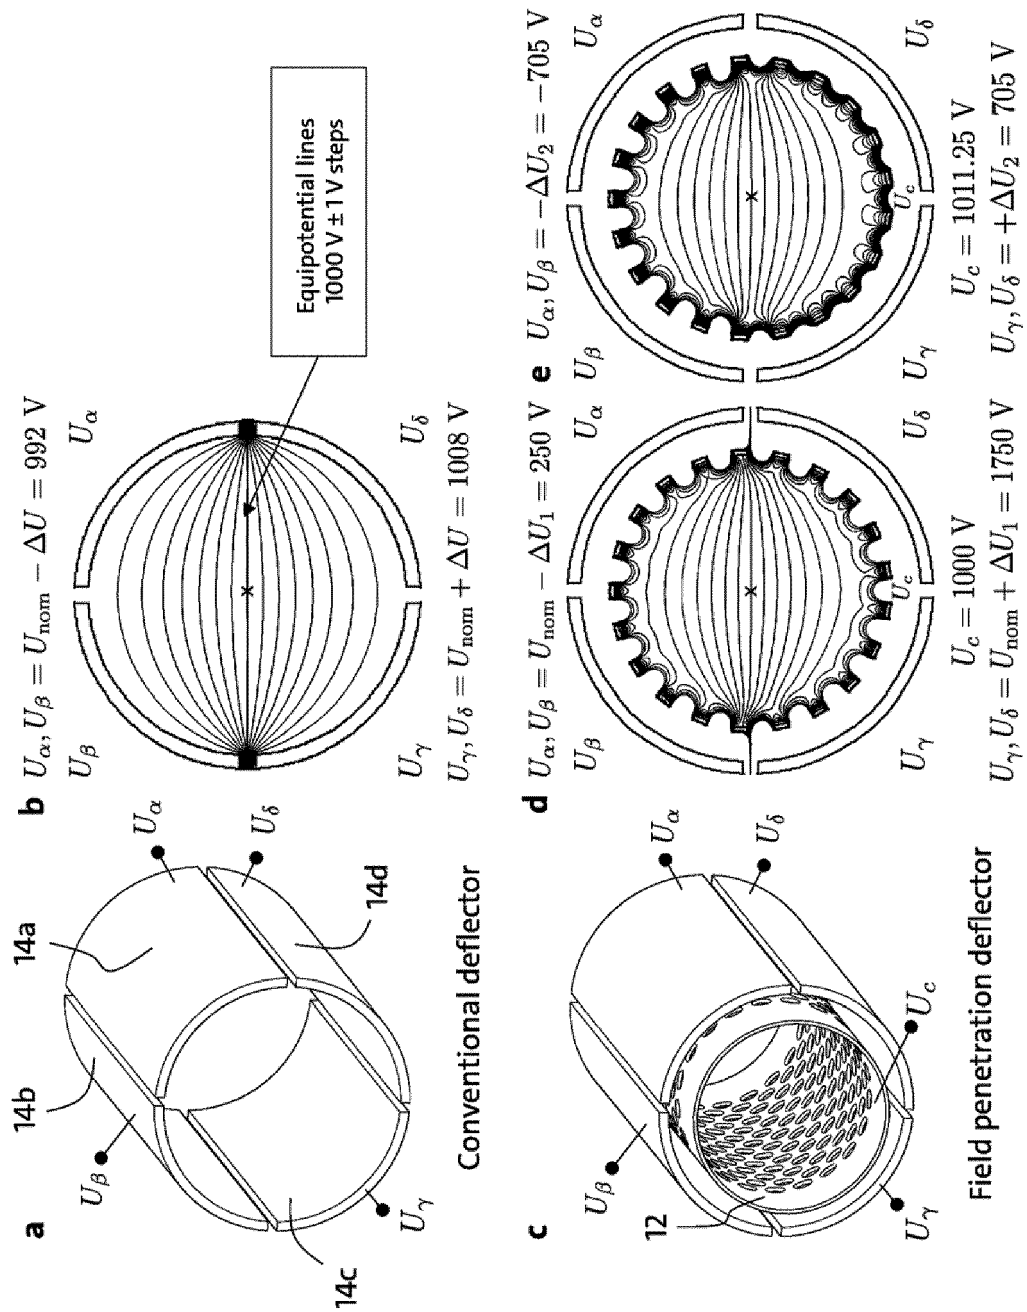 a
14b
14a
U_β
U_α
U_δ
14d
14c
U_γ
Conventional deflector
b
U_α, U_β = U_nom − ΔU = 992 V
U_β
U_α
U_γ
U_δ
U_γ, U_δ = U_nom + ΔU = 1008 V
Equipotential lines
1000 V ± 1 V steps
c
U_β
U_α
U_δ
12
U_c
U_γ
Field penetration deflector
d
U_α, U_β = U_nom − ΔU_1 = 250 V
U_β
U_α
U_c
U_γ
U_δ
U_c = 1000 V
U_γ, U_δ = U_nom + ΔU_1 = 1750 V
e
U_α, U_β = −ΔU_2 = −705 V
U_β
U_α
U_c
U_γ
U_δ
U_c = 1011.25 V
U_γ, U_δ = +ΔU_2 = 705 V